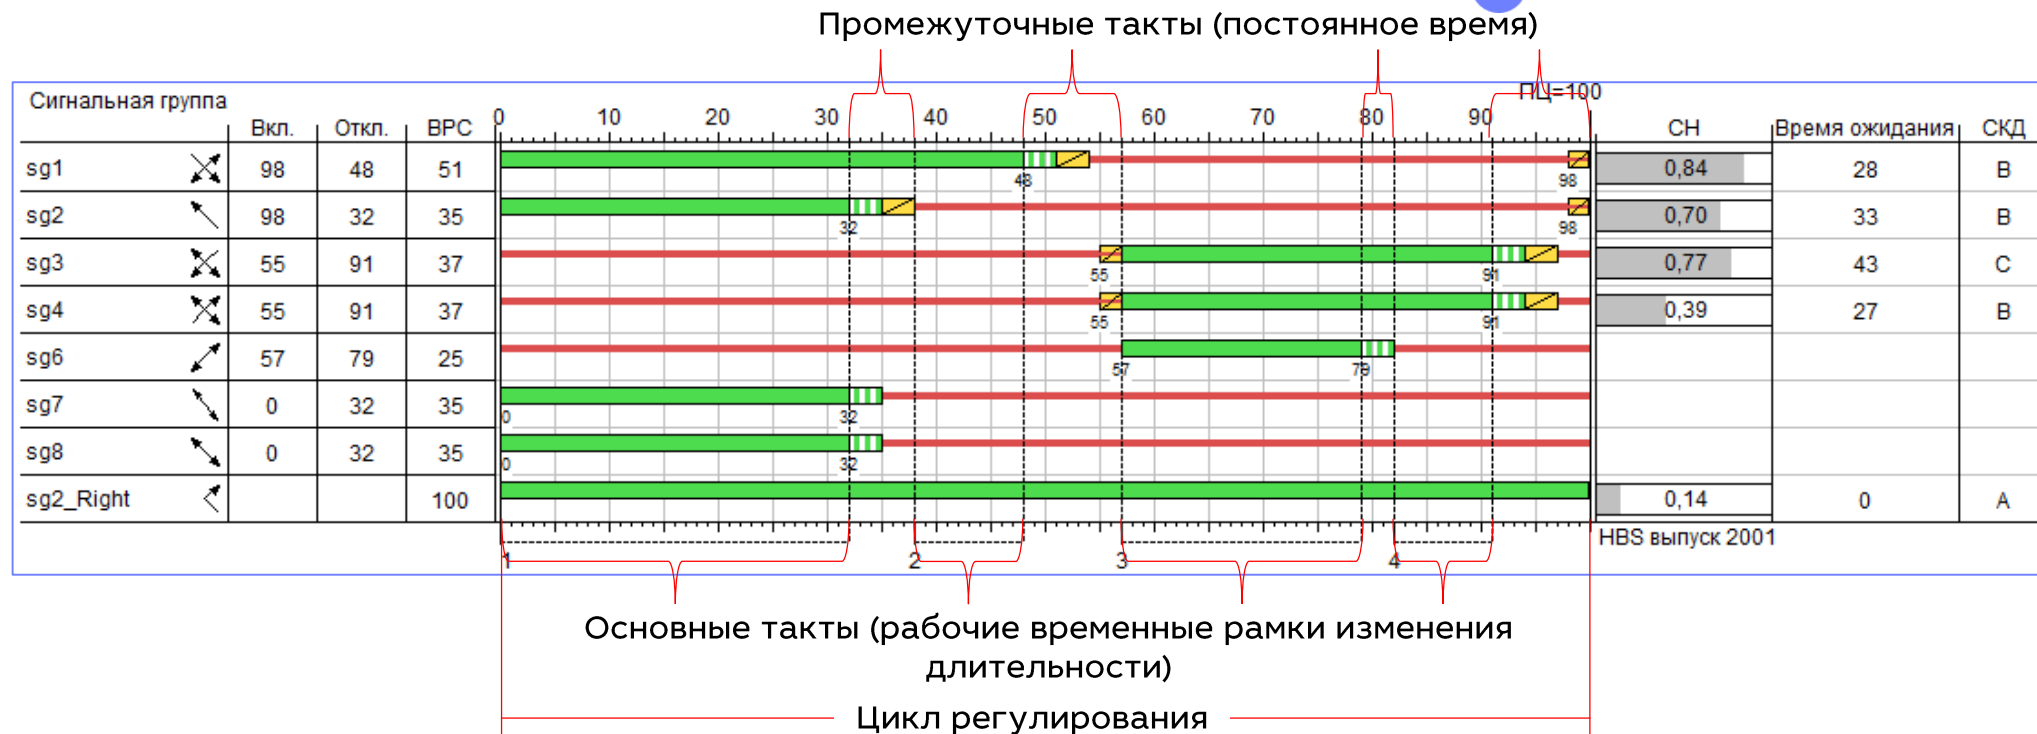 Промежуточные такты (постоянное время)
Сигнальная группа
ПЦ=100
Вкл. Откл. ВРС 0 10 20 30 40 50 60 70 80 90 СН Время ожидания СКД
sg1 98 48 51 0,84 28 B
48 98
sg2 98 32 35 0,70 33 B
32 98
sg3 55 91 37 0,77 43 C
55 91
sg4 55 91 37 0,39 27 B
55 91
sg6 57 79 25
57 79
sg7 0 32 35
0 32
sg8 0 32 35
0 32
sg2_Right 100 0,14 0 A
HBS выпуск 2001
1 2 3 4
Основные такты (рабочие временные рамки изменения
длительности)
Цикл регулирования